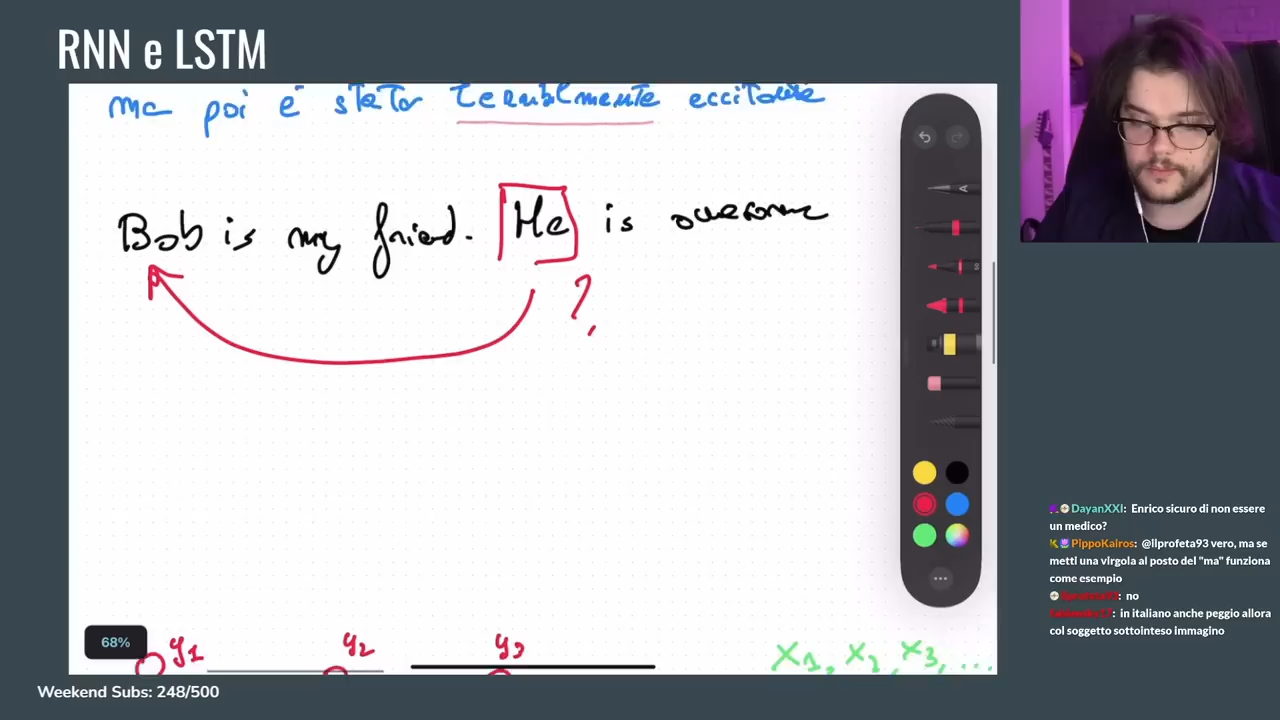 RNN e LSTM
ma poi è stato terribilmente eccitante
Bob is my friend. He is awesome
?
68%
y1 y2 y3
x1, x2, x3, ...
DayanXXI: Enrico sicuro di non essere
un medico?
PippoKairos: @ilprofeta93 vero, ma se
metti una virgola al posto del "ma" funziona
come esempio
: no
: in italiano anche peggio allora
col soggetto sottointeso immagino
Weekend Subs: 248/500